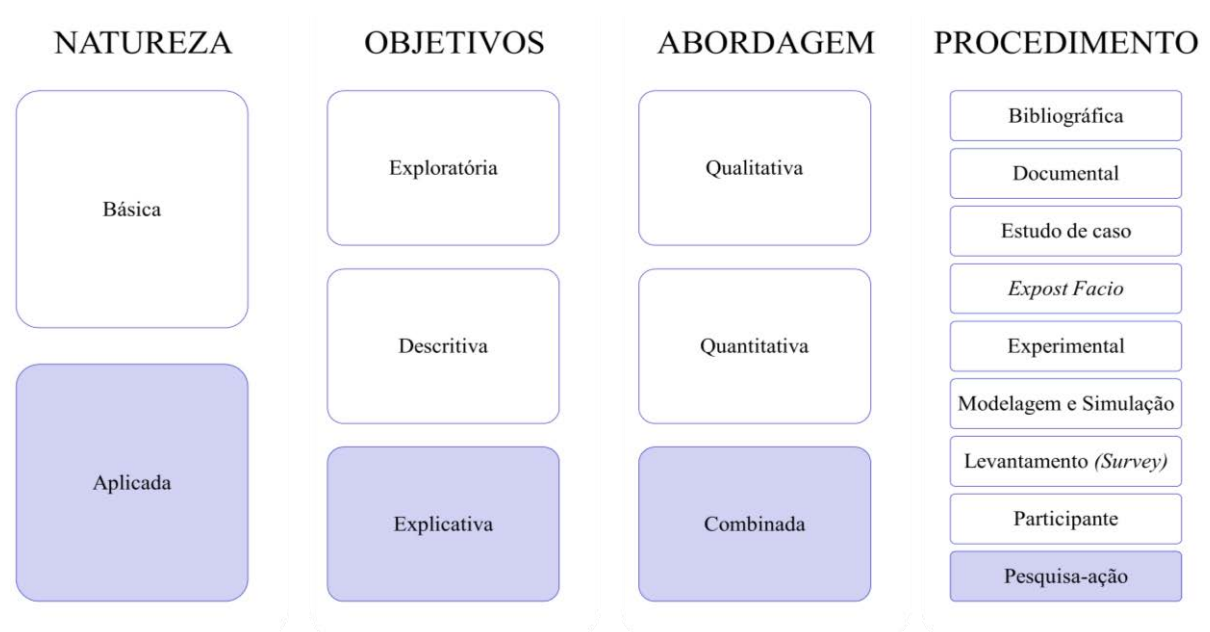 NATUREZA
Básica
Aplicada
OBJETIVOS
Exploratória
Descritiva
Explicativa
ABORDAGEM
Qualitativa
Quantitativa
Combinada
PROCEDIMENTO
Bibliográfica
Documental
Estudo de caso
Expost Facio
Experimental
Modelagem e Simulação
Levantamento (Survey)
Participante
Pesquisa-ação